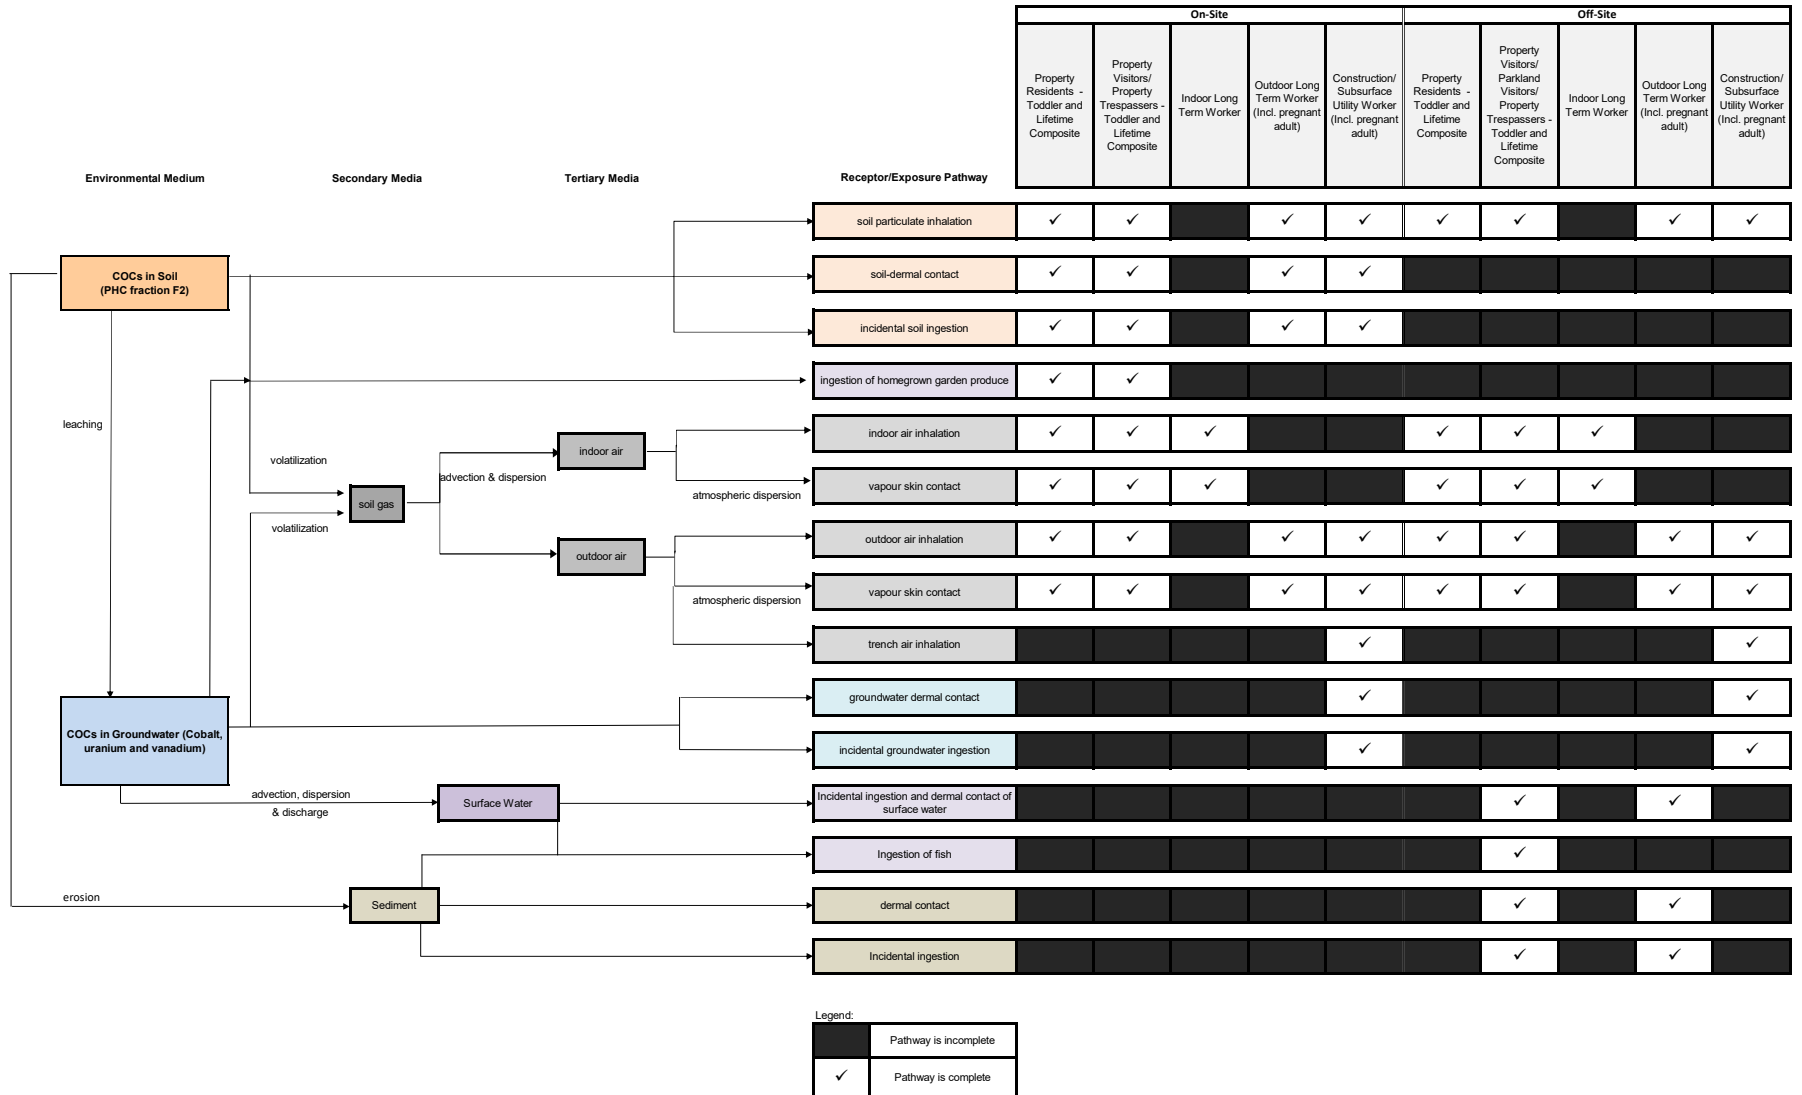 On-Site
Off-Site
Property
Residents -
Toddler and
Lifetime
Composite
Property
Visitors/
Property
Trespassers -
Toddler and
Lifetime
Composite
Indoor Long
Term Worker
Outdoor Long
Term Worker
(Incl. pregnant
adult)
Construction/
Subsurface
Utility Worker
(Incl. pregnant
adult)
Property
Residents -
Toddler and
Lifetime
Composite
Property
Visitors/
Parkland
Visitors/
Property
Trespassers -
Toddler and
Lifetime
Composite
Indoor Long
Term Worker
Outdoor Long
Term Worker
(Incl. pregnant
adult)
Construction/
Subsurface
Utility Worker
(Incl. pregnant
adult)
Environmental Medium
Secondary Media
Tertiary Media
Receptor/Exposure Pathway
soil particulate inhalation
✓ ✓ ✓ ✓ ✓ ✓ ✓ ✓
COCs in Soil
(PHC fraction F2)
soil-dermal contact
✓ ✓ ✓ ✓
incidental soil ingestion
✓ ✓ ✓ ✓
ingestion of homegrown garden produce
✓ ✓
leaching
indoor air inhalation
✓ ✓ ✓ ✓ ✓ ✓
volatilization
indoor air
advection & dispersion
atmospheric dispersion
vapour skin contact
✓ ✓ ✓ ✓ ✓ ✓
soil gas
volatilization
outdoor air inhalation
✓ ✓ ✓ ✓ ✓ ✓ ✓ ✓
outdoor air
atmospheric dispersion
vapour skin contact
✓ ✓ ✓ ✓ ✓ ✓ ✓ ✓
trench air inhalation
✓ ✓
groundwater dermal contact
✓ ✓
COCs in Groundwater (Cobalt,
uranium and vanadium)
incidental groundwater ingestion
✓ ✓
advection, dispersion
& discharge
Surface Water
Incidental ingestion and dermal contact of
surface water
✓ ✓
Ingestion of fish
✓
erosion
Sediment
dermal contact
✓ ✓
Incidental ingestion
✓ ✓
Legend:
Pathway is incomplete
✓ Pathway is complete